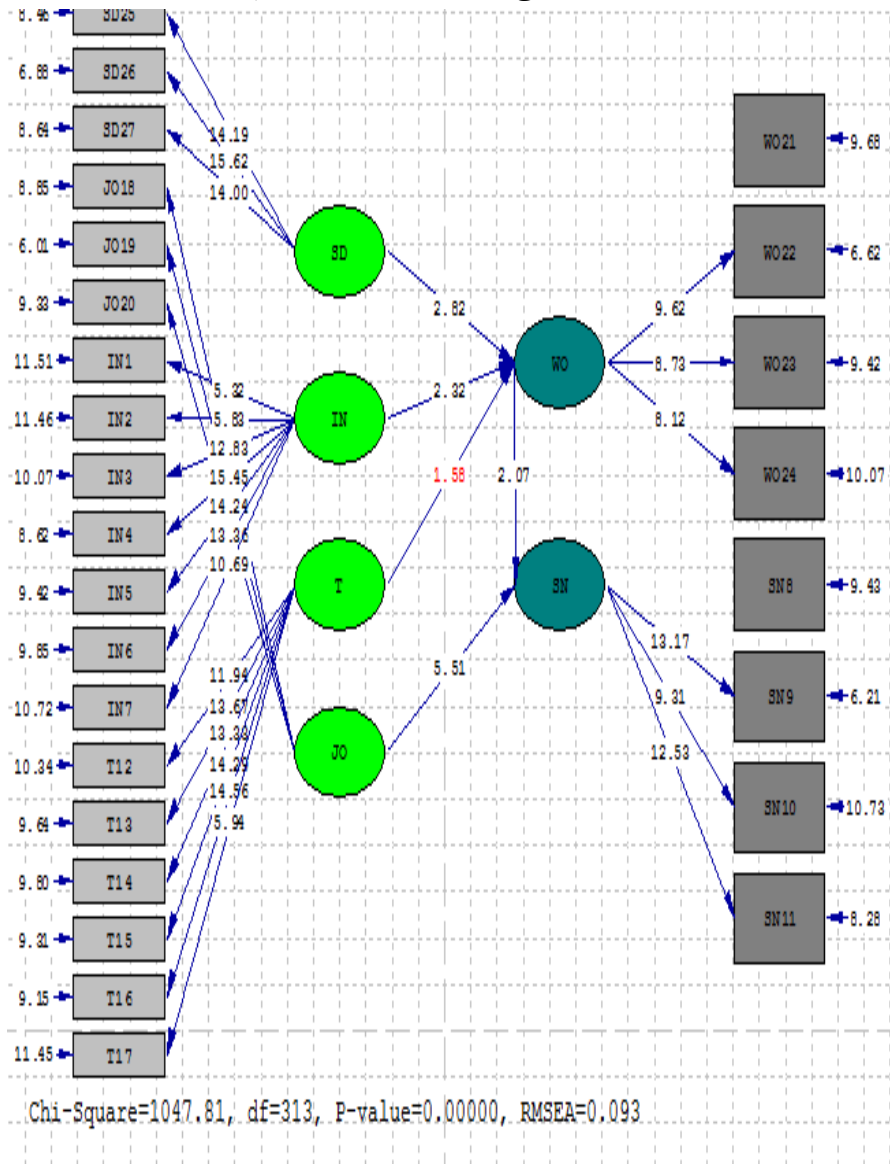 8.46 SD25
6.88 SD26
8.64 SD27
8.85 JO18
6.01 JO19
9.33 JO20
11.51 IN1
11.46 IN2
10.07 IN3
8.62 IN4
9.42 IN5
9.85 IN6
10.72 IN7
10.34 T12
9.64 T13
9.80 T14
9.31 T15
9.15 T16
11.45 T17
14.19
15.62
14.00
5.82
5.83
12.83
15.45
14.24
13.36
10.69
11.94
13.67
13.33
14.29
14.56
5.94
SD
IN
T
JO
2.82
2.32
1.58
2.07
5.51
WO
SN
9.62
8.73
8.12
13.17
9.31
12.53
WO21 9.68
WO22 6.62
WO23 9.42
WO24 10.07
SN8 9.43
SN9 6.21
SN10 10.73
SN11 8.28
Chi-Square=1047.81, df=313, P-value=0.00000, RMSEA=0.093